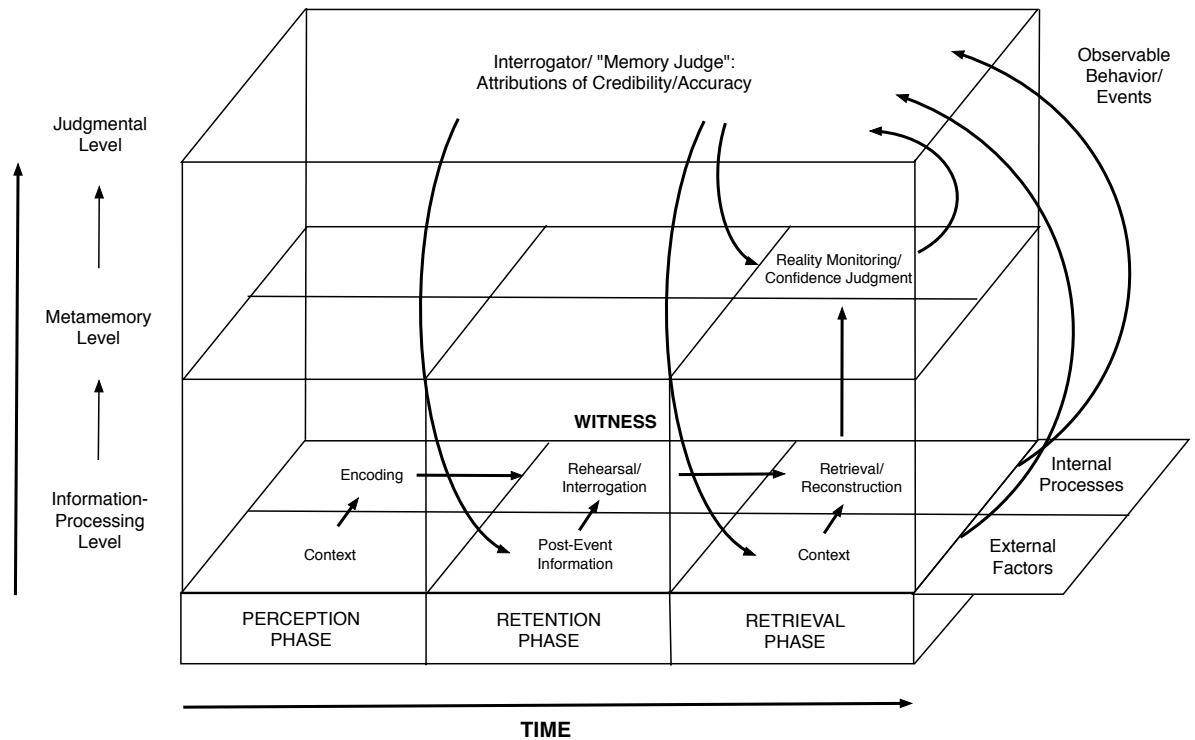 Interrogator/ "Memory Judge":
Attributions of Credibility/Accuracy
Observable
Behavior/
Events
Judgmental
Level
Reality Monitoring/
Confidence Judgment
Metamemory
Level
WITNESS
Information-
Processing
Level
Encoding
Rehearsal/
Interrogation
Retrieval/
Reconstruction
Internal
Processes
Context
Post-Event
Information
Context
External
Factors
PERCEPTION
PHASE
RETENTION
PHASE
RETRIEVAL
PHASE
TIME